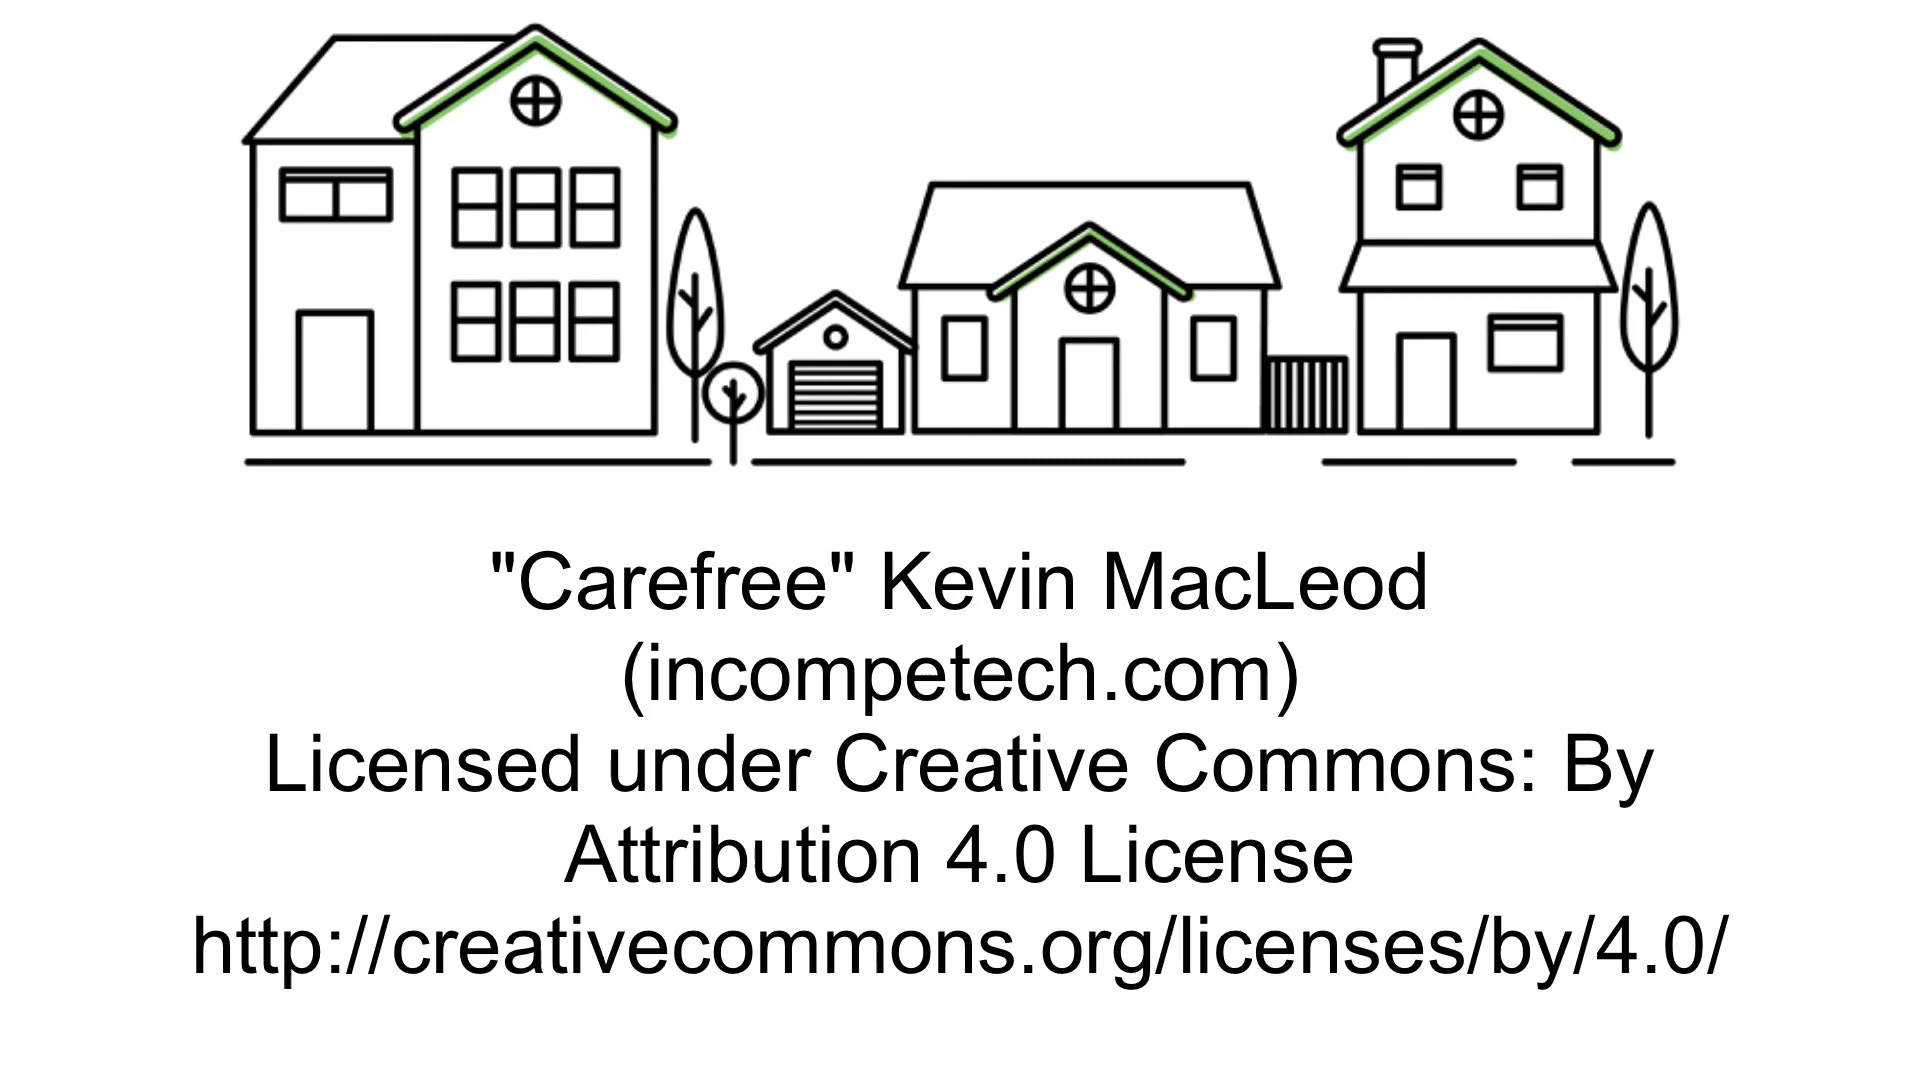 "Carefree" Kevin MacLeod
(incompetech.com)
Licensed under Creative Commons: By
Attribution 4.0 License
http://creativecommons.org/licenses/by/4.0/